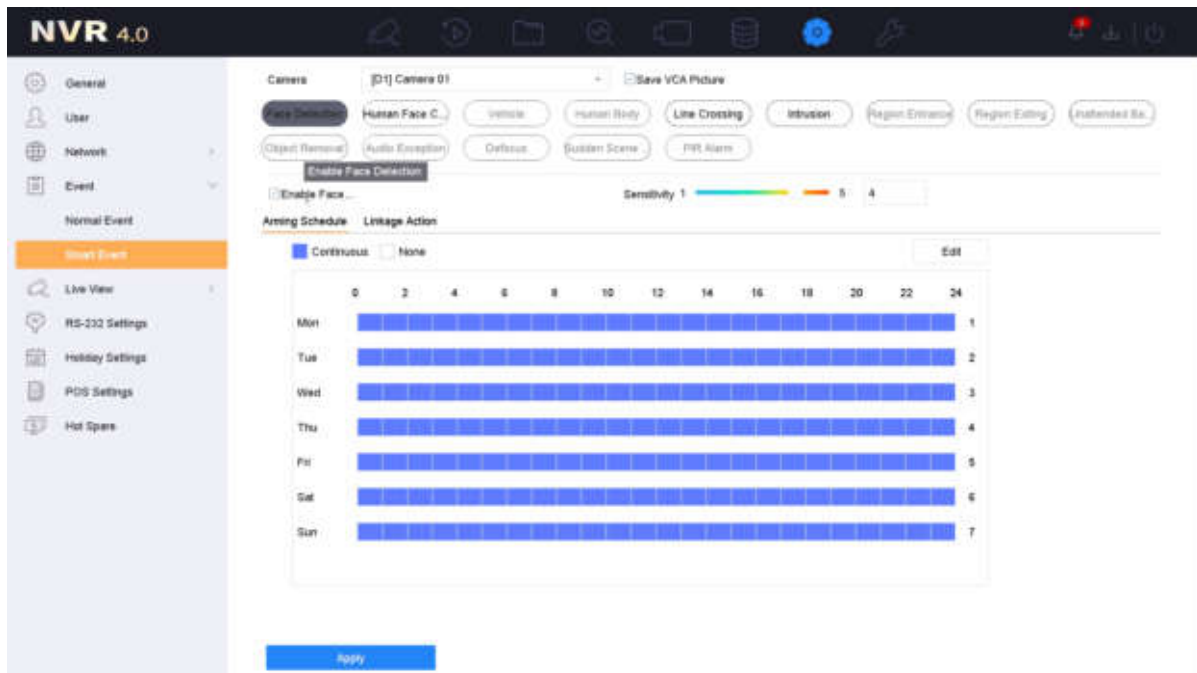 NVR 4.0
General
User
Network
Event
Normal Event
Smart Event
Live View
RS-232 Settings
Holiday Settings
POS Settings
Hot Spare
Camera [D1] Camera 01 Save VCA Picture
Face Detection Human Face C... Vehicle Human Body Line Crossing Intrusion Region Entrance Region Exiting Unattended Ba...
Object Removal Audio Exception Defocus Sudden Scene... PIR Alarm
Enable Face Detection
Enable Face... Sensitivity 1 5 4
Arming Schedule Linkage Action
Continuous None Edit
0 2 4 6 8 10 12 14 16 18 20 22 24
Mon 1
Tue 2
Wed 3
Thu 4
Fri 5
Sat 6
Sun 7
Apply